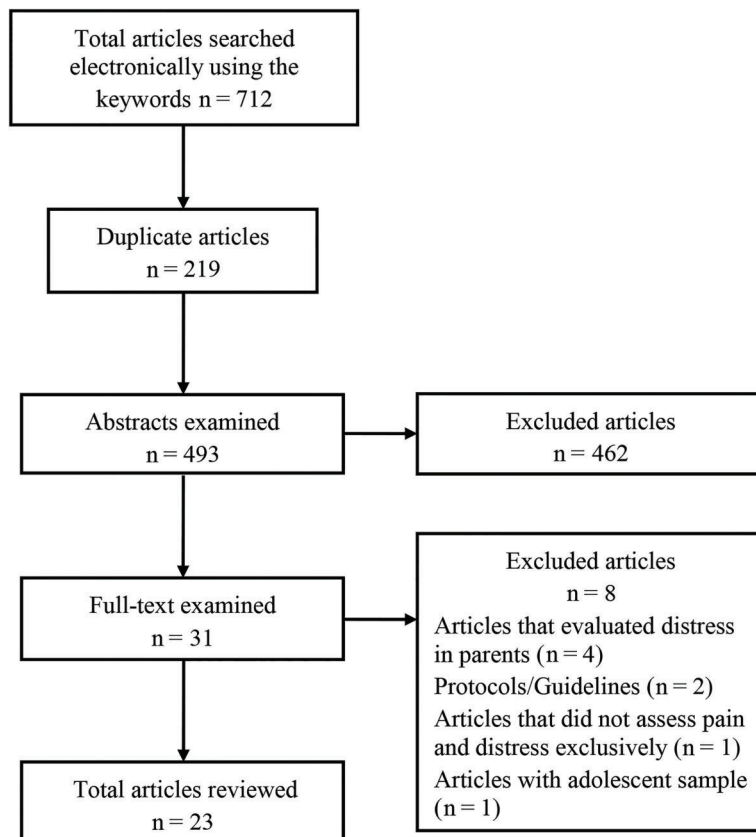 Total articles searched
electronically using the
keywords n = 712
Duplicate articles
n = 219
Abstracts examined
n = 493
Excluded articles
n = 462
Full-text examined
n = 31
Excluded articles
n = 8
Articles that evaluated distress
in parents (n = 4)
Protocols/Guidelines (n = 2)
Articles that did not assess pain
and distress exclusively (n = 1)
Articles with adolescent sample
(n = 1)
Total articles reviewed
n = 23